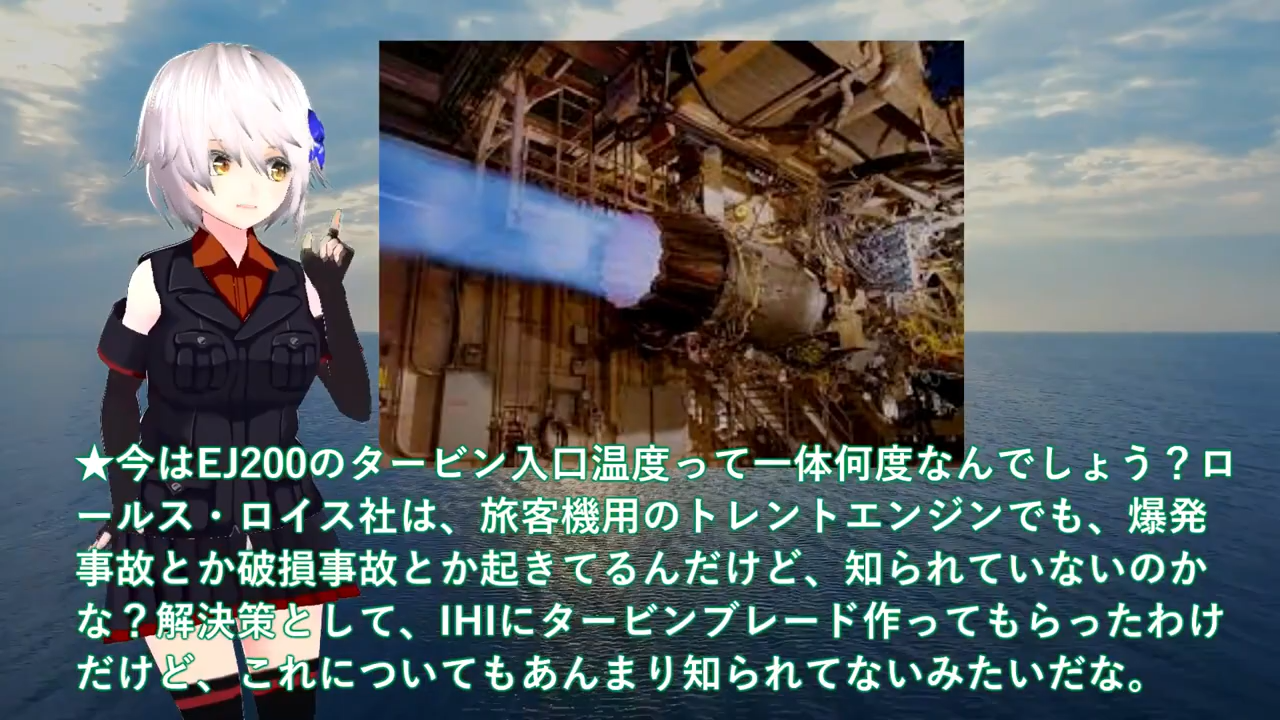 ★今はEJ200のタービン入口温度って一体何度なんでしょう？ロ
ールス・ロイス社は、旅客機用のトレントエンジンでも、爆発
事故とか破損事故とか起きてるんだけど、知られていないのか
な？解決策として、IHIにタービンブレード作ってもらったわけ
だけど、これについてもあんまり知られてないみたいだな。